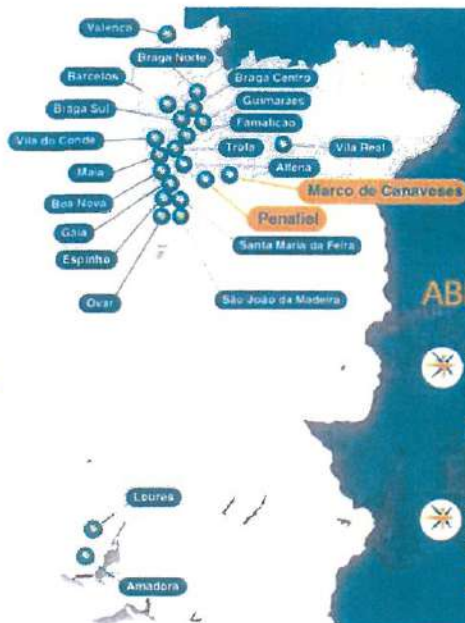 Valença
Braga Norte
Barcelos
Braga Centro
Guimarães
Braga Sul
Famalicão
Vila do Conde
Trofa
Vila Real
Maia
Alfena
Marco de Canaveses
Boa Nova
Penafiel
Gaia
Santa Maria da Feira
Espinho
AB
Ovar
São João da Madeira
Loures
Amadora